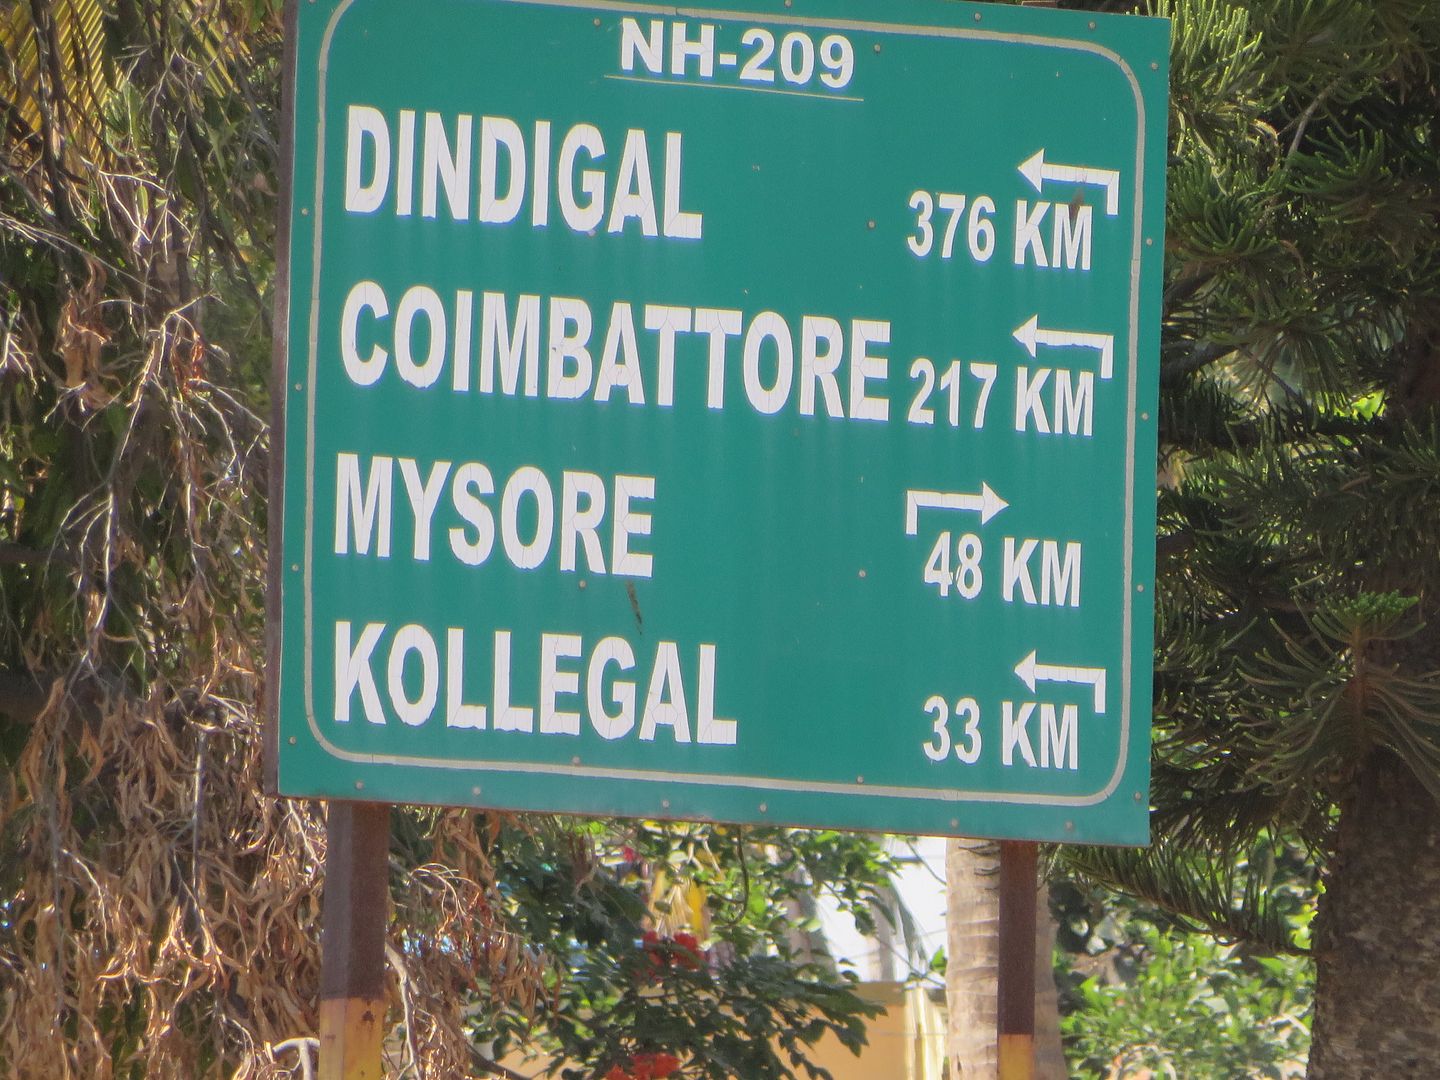 NH-209
DINDIGAL 376 KM
COIMBATTORE 217 KM
MYSORE 48 KM
KOLLEGAL 33 KM